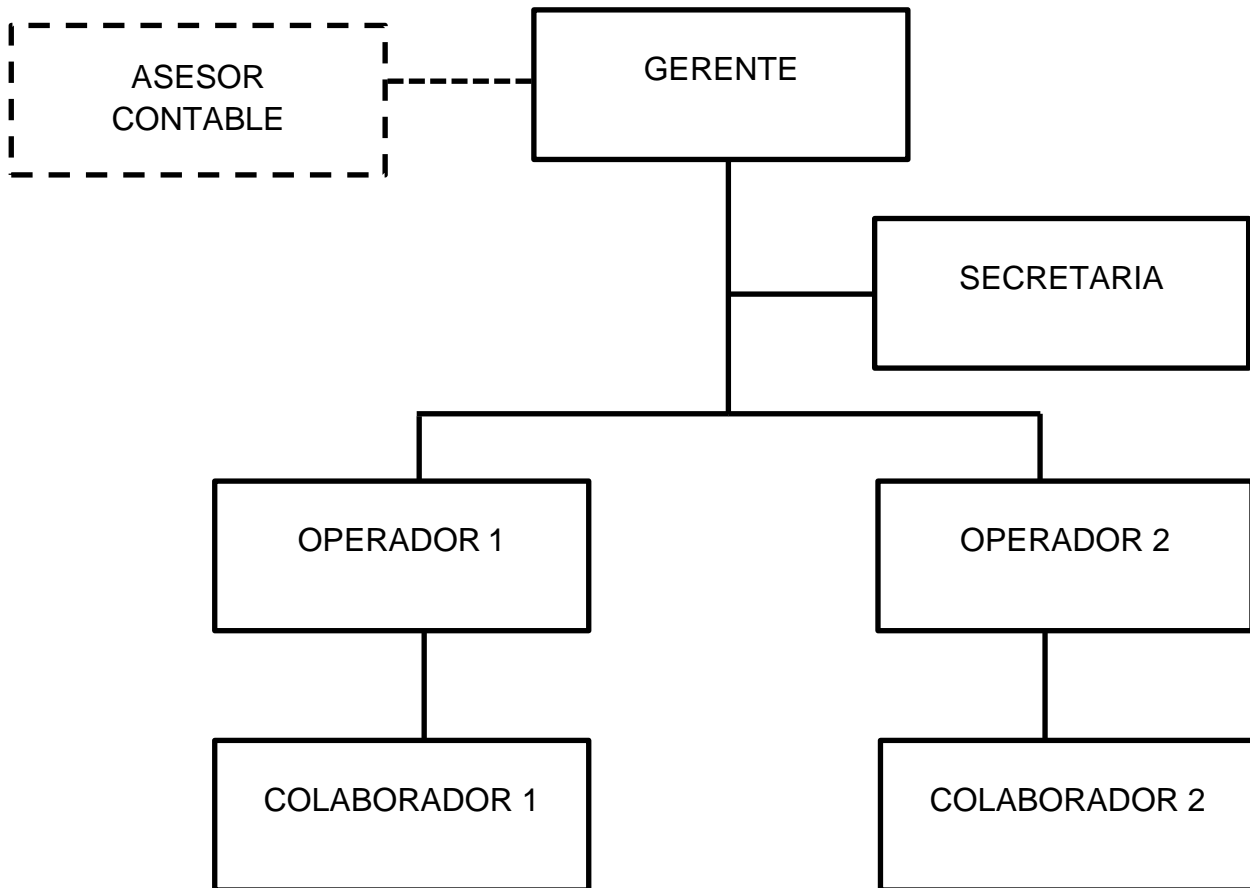 ASESOR
CONTABLE
GERENTE
SECRETARIA
OPERADOR 1
OPERADOR 2
COLABORADOR 1
COLABORADOR 2